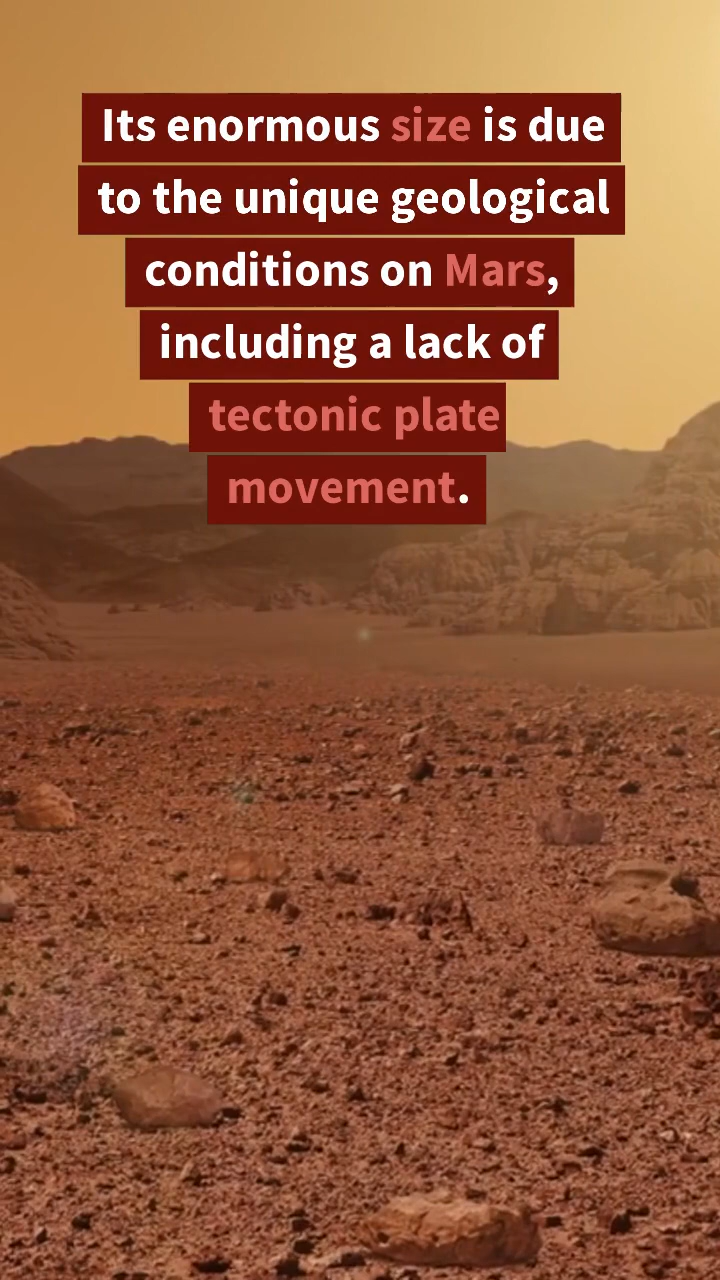 Its enormous size is due
to the unique geological
conditions on Mars,
including a lack of
tectonic plate
movement.